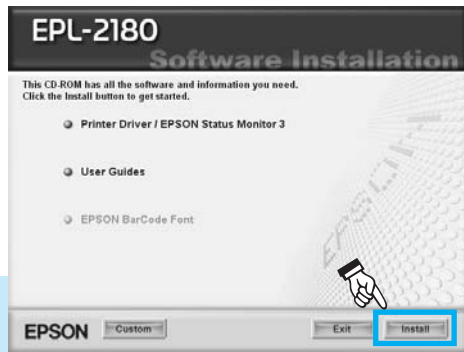 EPL-2180
Software Installation
This CD-ROM has all the software and information you need.
Click the Install button to get started.
Printer Driver / EPSON Status Monitor 3
User Guides
EPSON BarCode Font
EPSON
EPSON Custom Exit Install